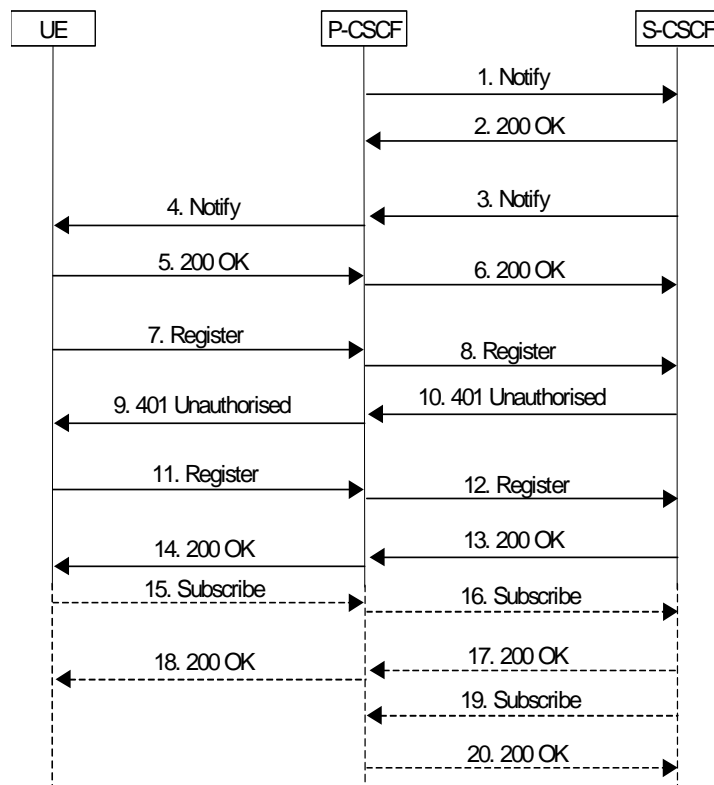 UE
P-CSCF
S-CSCF
1. Notify
2. 200 OK
3. Notify
4. Notify
5. 200 OK
6. 200 OK
7. Register
8. Register
10. 401 Unauthorised
9. 401 Unauthorised
11. Register
12. Register
13. 200 OK
14. 200 OK
15. Subscribe
16. Subscribe
17. 200 OK
18. 200 OK
19. Subscribe
20. 200 OK